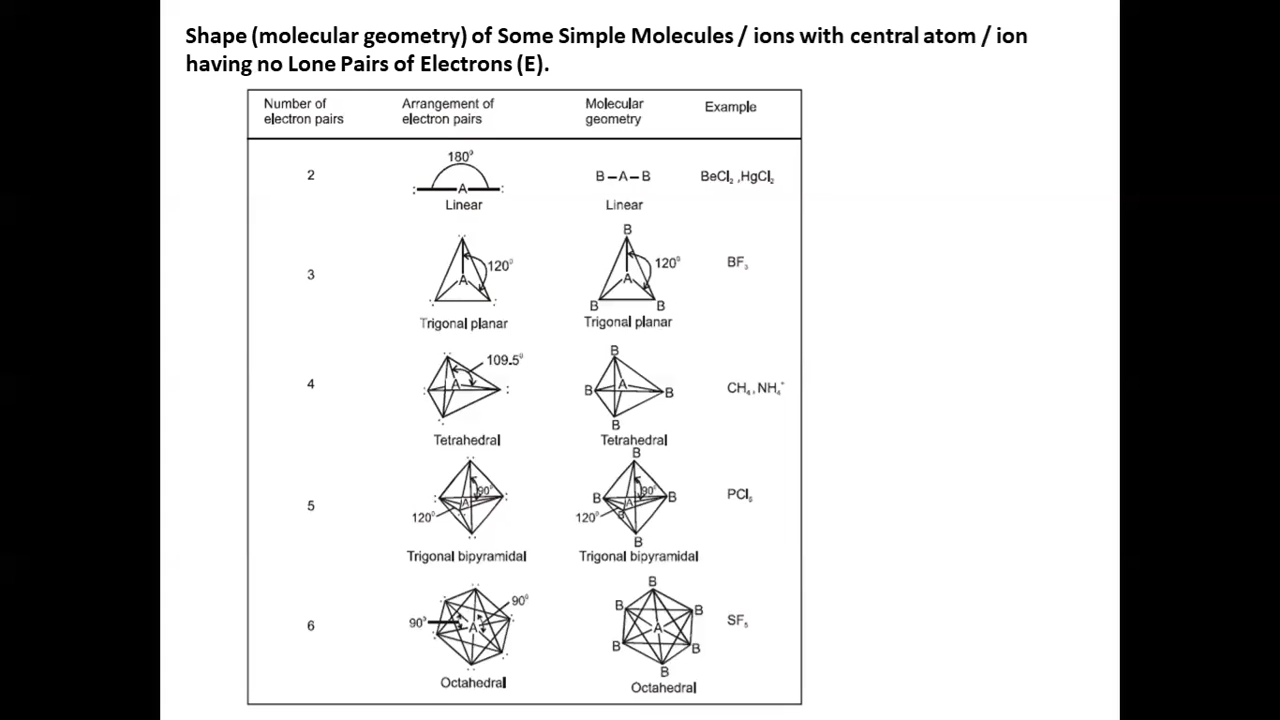 Shape (molecular geometry) of Some Simple Molecules / ions with central atom / ion
having no Lone Pairs of Electrons (E).
Number of electron pairs Arrangement of electron pairs Molecular geometry Example
2
180°
: A :
Linear
B – A – B
Linear
BeCl₂ ,HgCl₂
3
A 120°
Trigonal planar
B
A 120°
B B
Trigonal planar
BF₃
4
109.5°
A
Tetrahedral
B
B A B
B
Tetrahedral
CH₄, NH₄⁺
5
90°
A
120°
Trigonal bipyramidal
B
B 90° B
A
120° B
B
Trigonal bipyramidal
PCl₅
6
90°
90° A
Octahedral
B
B B
A
B B
B
Octahedral
SF₅